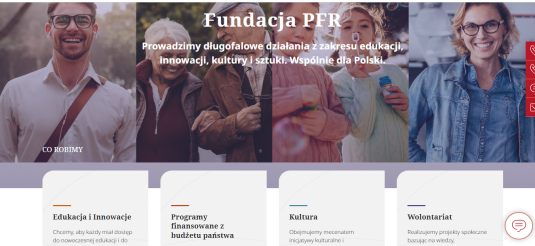 Fundacja PFR
Prowadzimy długofalowe działania z zakresu edukacji,
innowacji, kultury i sztuki. Wspólnie dla Polski.
CO ROBIMY
Edukacja i Innowacje
Chcemy, aby każdy miał dostęp
do nowoczesnej edukacji i do
Programy
finansowane z
budżetu państwa
Kultura
Obejmujemy mecenatem
inicjatywy kulturalne i
Wolontariat
Realizujemy projekty społeczne
bazując na wiedzy,